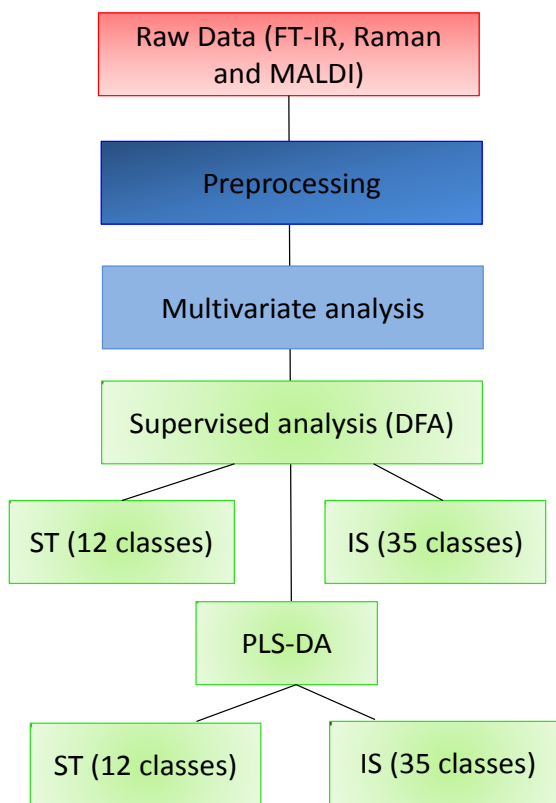 Raw Data (FT-IR, Raman
and MALDI)
Preprocessing
Multivariate analysis
Supervised analysis (DFA)
ST (12 classes)
IS (35 classes)
PLS-DA
ST (12 classes)
IS (35 classes)